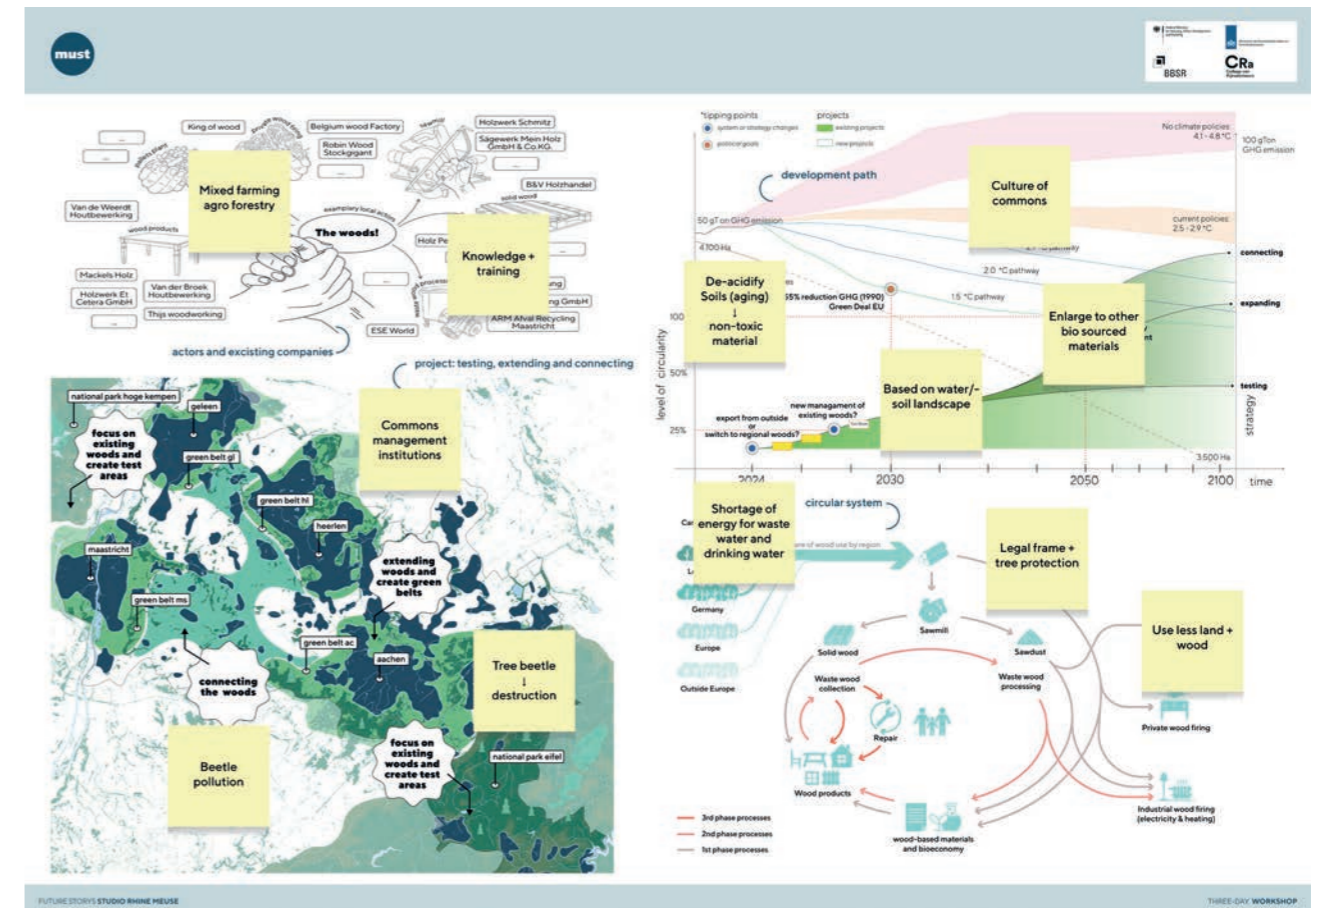 must
BBSR
CRa
pellets plant
King of wood
private wood firing
Belgium wood Factory
Robin Wood
Stockgigant
sawmill
Holzwerk Schmitz
Sägewerk Mein Holz
GmbH & Co.KG.
B&V Holzhandel
solid wood
...
...
...
Mixed farming
agro forestry
Van de Weerdt
Houtbewerking
wood products
exemplary local actors
The woods!
Knowledge +
training
Mackels Holz
Holzwerk Et
Cetera GmbH
Van der Broek
Houtbewerking
Thijs woodworking
...
...
ARM Afval Recycling
Maastricht
ESE World
actors and excisting companies
project: testing, extending and connecting
national park hoge kempen
geleen
focus on
existing
woods and
create test
areas
green belt gl
Commons
management
institutions
green belt hl
heerlen
maastricht
extending
woods and
create green
belts
green belt ms
green belt ac
aachen
connecting
the woods
Tree beetle
↓
destruction
Beetle
pollution
focus on
existing
woods and
create test
areas
national park eifel
*tipping points
system or strategy changes
political goals
projects
existing projects
new projects
No climate policies
4.1 - 4.8 °C
100 gTon
GHG emission
development path
Culture of
commons
50 gT on GHG emission
current policies
2.5 - 2.9 °C
4.100 Ha
2.0 °C pathway
1.5 °C pathway
connecting
expanding
testing
De-acidify
Soils (aging)
↓
non-toxic
material
55% reduction GHG (1990)
Green Deal EU
Enlarge to other
bio sourced
materials
Based on water/-
soil landscape
level of circularity
100
50%
25%
export from outside
or
switch to regional woods?
new managament of
existing woods?
strategy
3.500 Ha
2024
2030
2050
2100
time
circular system
Shortage of
energy for waste
water and
drinking water
Legal frame +
tree protection
Use less land +
wood
Germany
Europe
Outside Europe
Sawmill
Solid wood
Sawdust
Waste wood
collection
Waste wood
processing
Repair
Wood products
wood-based materials
and bioeconomy
Private wood firing
Industrial wood firing
(electricity & heating)
3rd phase processes
2nd phase processes
1st phase processes
FUTURE STORYS STUDIO RHINE MEUSE
THREE-DAY WORKSHOP